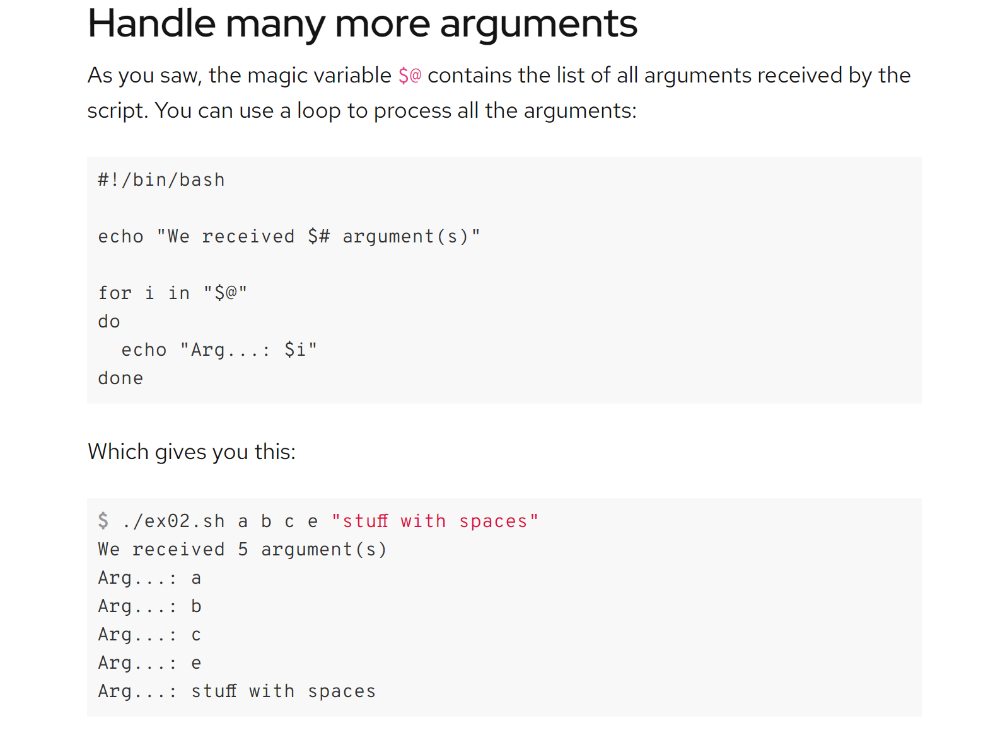 Handle many more arguments
As you saw, the magic variable $@ contains the list of all arguments received by the
script. You can use a loop to process all the arguments:
#!/bin/bash
echo "We received $# argument(s)"
for i in "$@"
do
  echo "Arg...: $i"
done
Which gives you this:
$ ./ex02.sh a b c e "stuff with spaces"
We received 5 argument(s)
Arg...: a
Arg...: b
Arg...: c
Arg...: e
Arg...: stuff with spaces